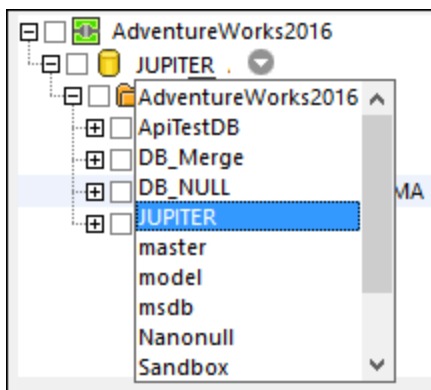 AdventureWorks2016
JUPITER .
AdventureWorks2016
ApiTestDB
DB_Merge
DB_NULL
MA
JUPITER
master
model
msdb
Nanonull
Sandbox